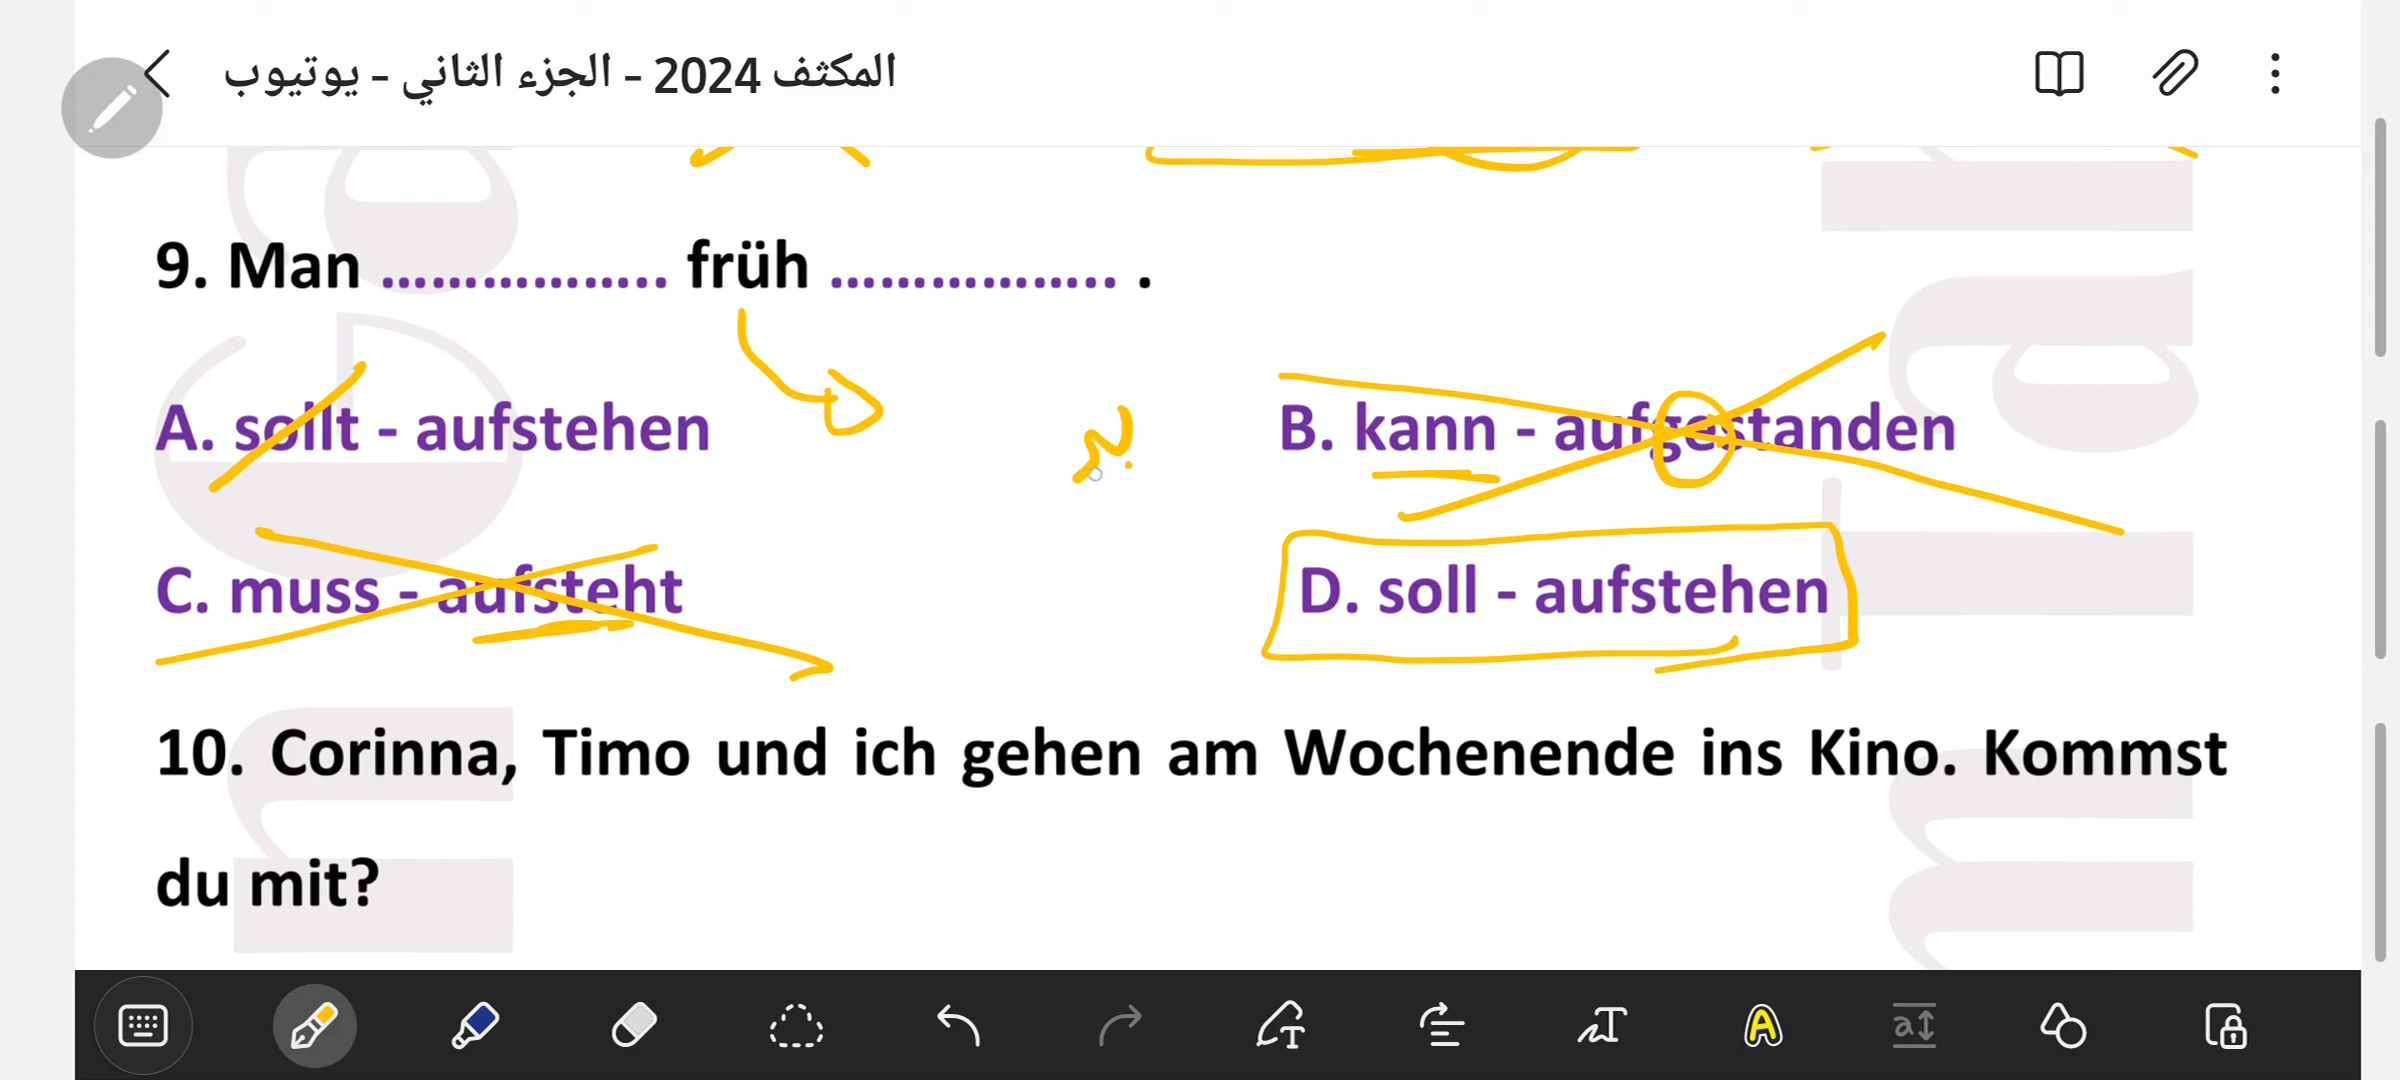 المكثف 2024 - الجزء الثاني - يوتيوب
9. Man ................. früh ................. .
A. sollt - aufstehen
B. kann - aufgestanden
C. muss - aufsteht
D. soll - aufstehen
10. Corinna, Timo und ich gehen am Wochenende ins Kino. Kommst
du mit?